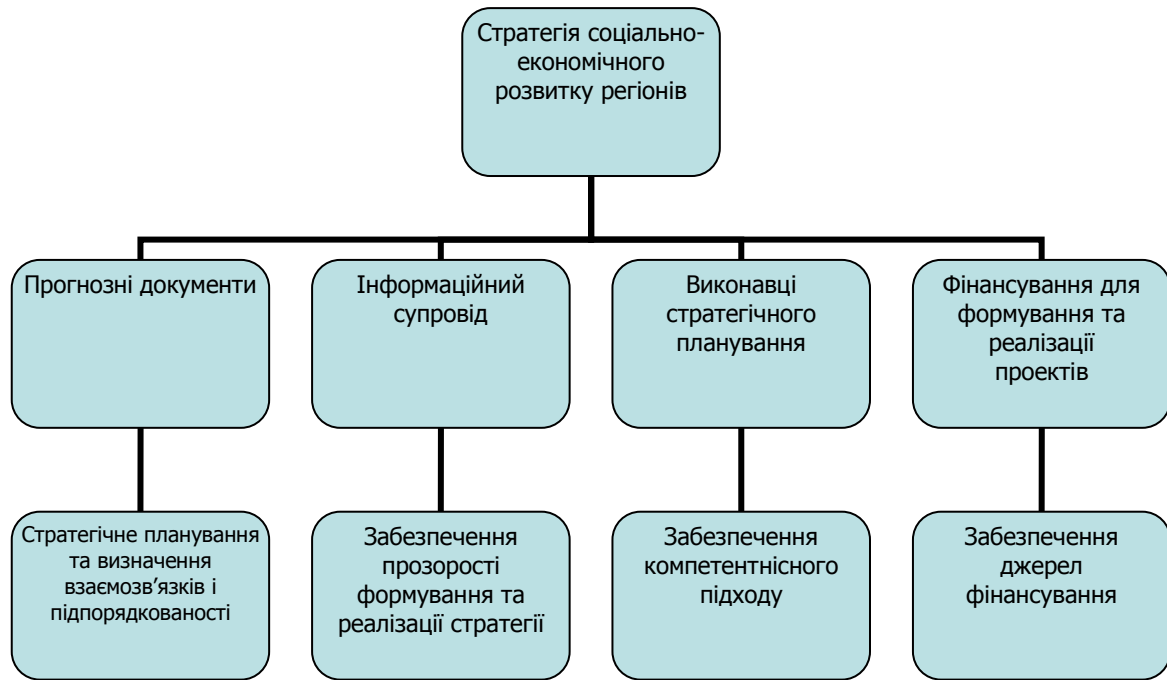 Стратегія соціально-
економічного
розвитку регіонів
Прогнозні документи
Інформаційний
супровід
Виконавці
стратегічного
планування
Фінансування для
формування та
реалізації
проектів
Стратегічне планування
та визначення
взаємозв’язків і
підпорядкованості
Забезпечення
прозорості
формування та
реалізації стратегії
Забезпечення
компетентнісного
підходу
Забезпечення
джерел
фінансування